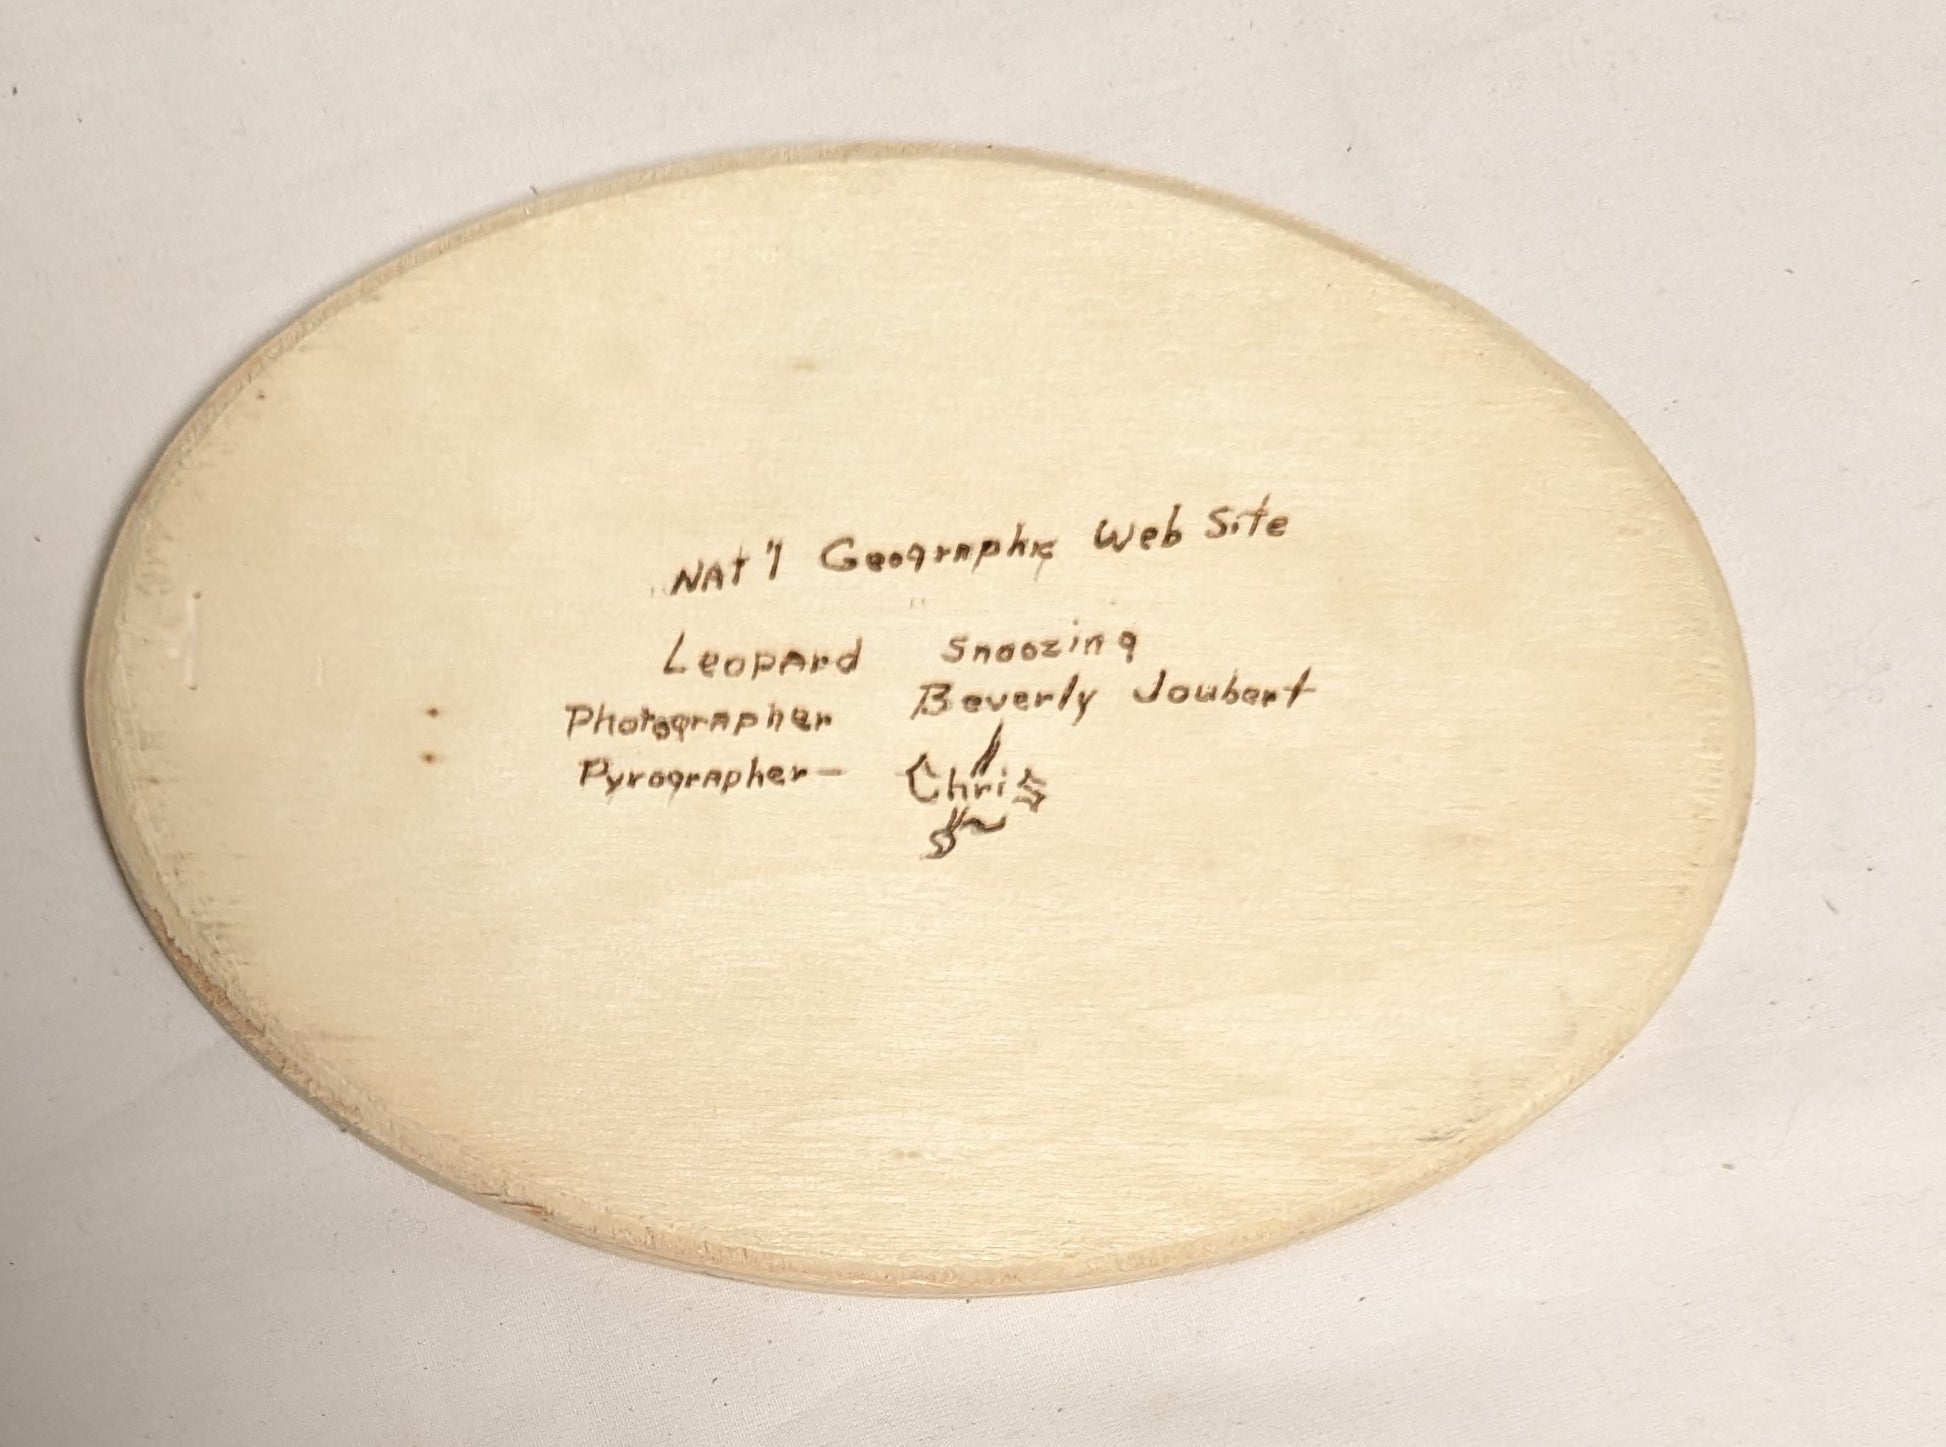 NAt'l Geographic Web Site
Leopard Snoozing
Photographer Beverly Joubert
Pyrographer- Chris